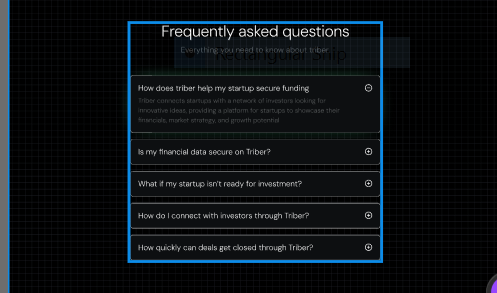 Frequently asked questions
Everything you need to know about triber
Rectangular Snip
How does triber help my startup secure funding
Triber connects startups with a network of investors looking for
innovative ideas, providing a platform for startups to showcase their
financials, market strategy, and growth potential
Is my financial data secure on Triber?
What if my startup isn't ready for investment?
How do I connect with investors through Triber?
How quickly can deals get closed through Triber?